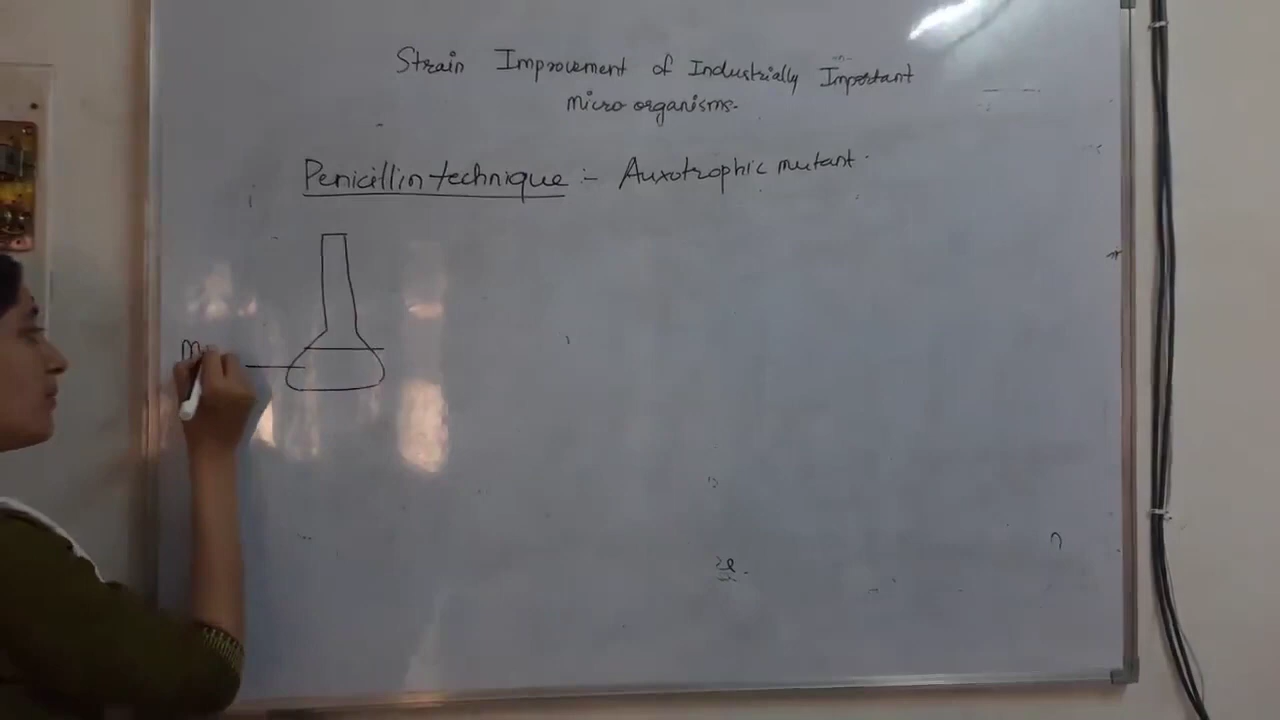 Strain Improvement of Industrially Important
Micro organisms.
Penicillin technique :- Auxotrophic mutant.
M